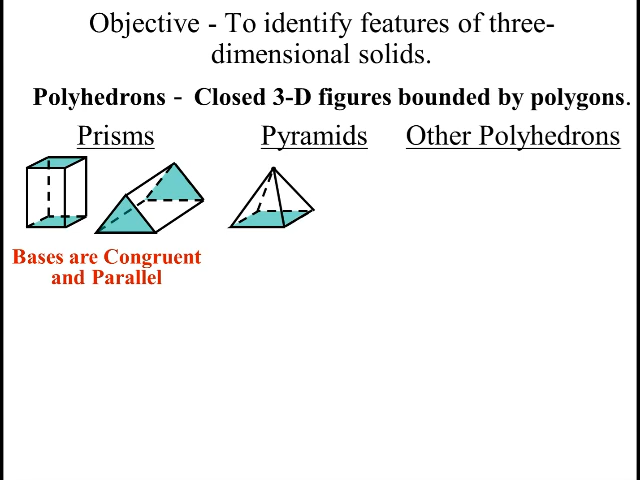 Objective - To identify features of three-
dimensional solids.
Polyhedrons - Closed 3-D figures bounded by polygons.
Prisms
Pyramids
Other Polyhedrons
Bases are Congruent
and Parallel